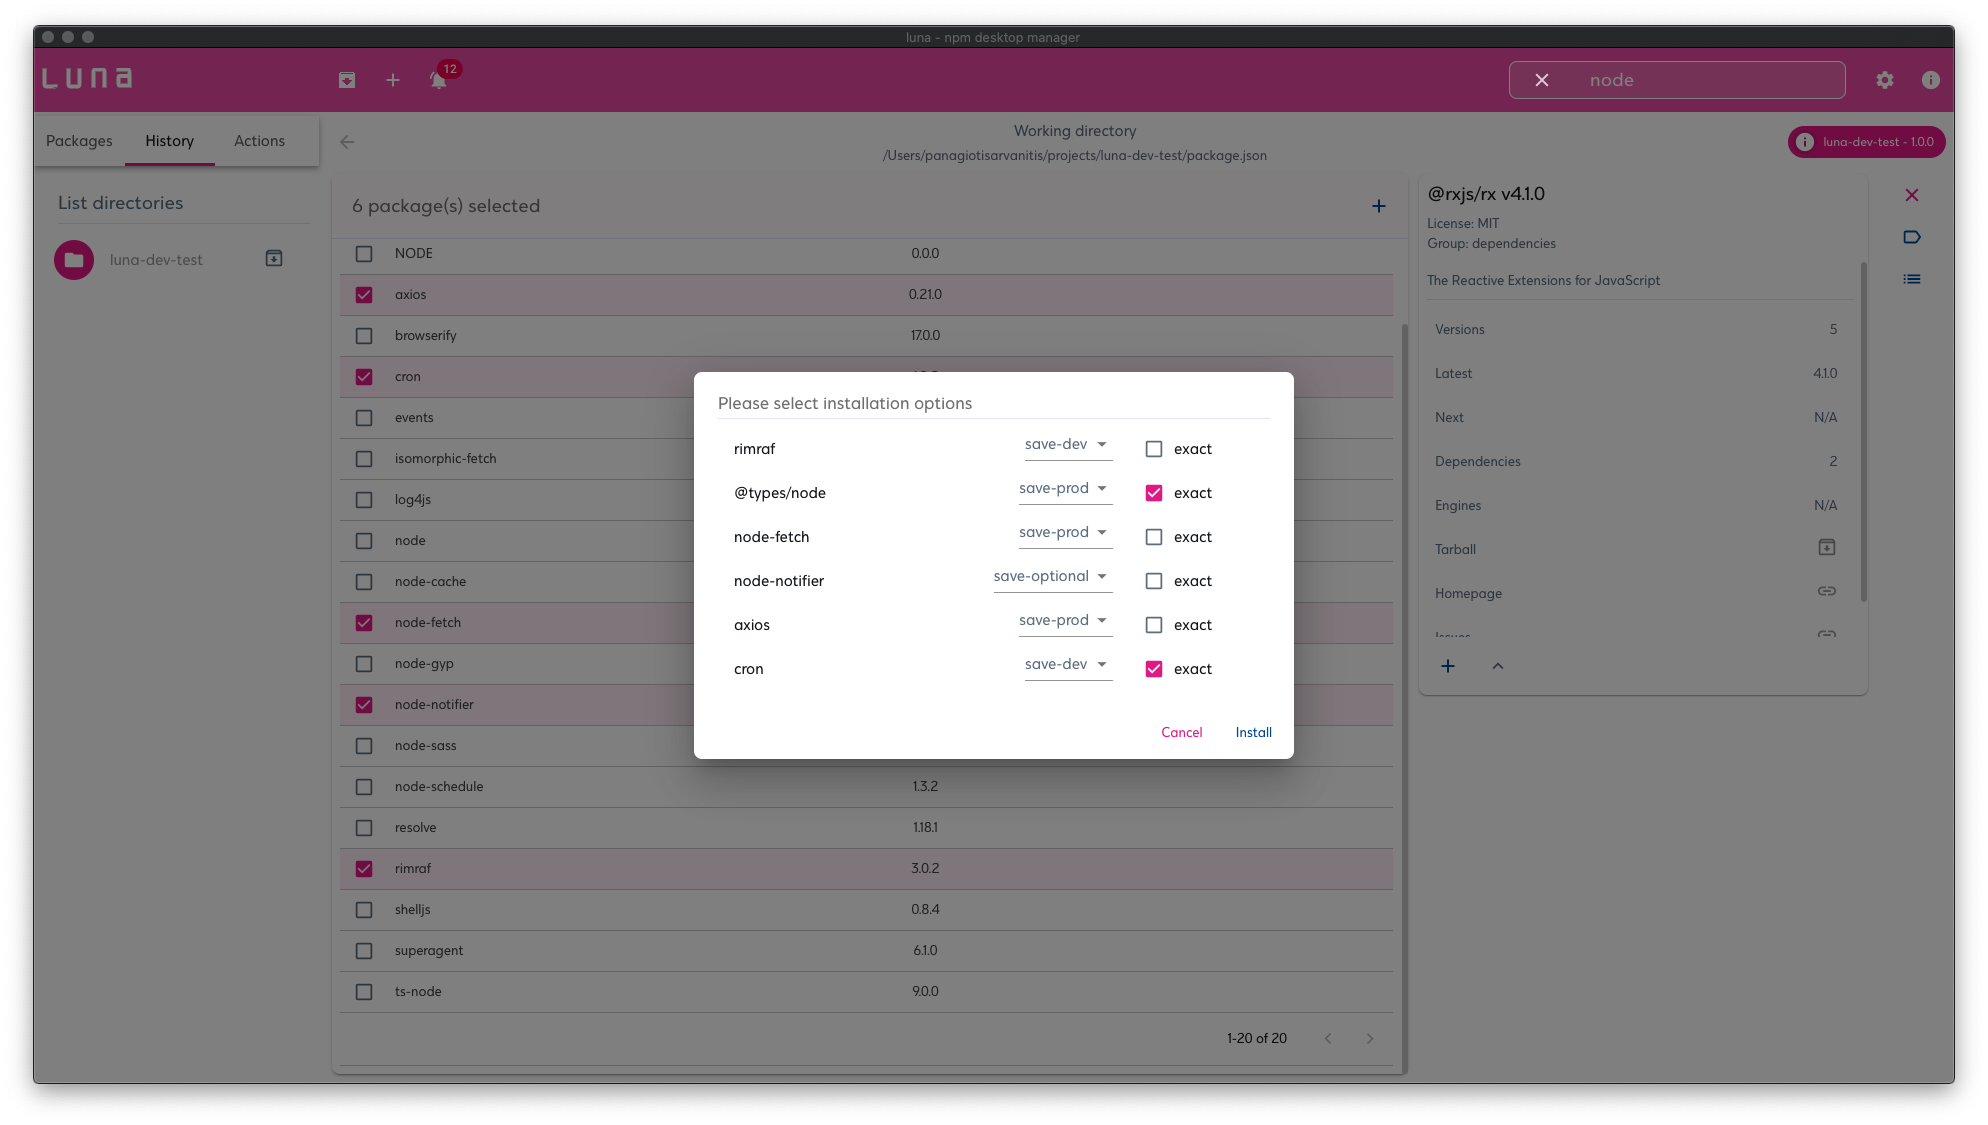 luna - npm desktop manager
LUNA
12
node
Packages
History
Actions
Working directory
/Users/panagiotisarvanitis/projects/luna-dev-test/package.json
luna-dev-test - 1.0.0
List directories
luna-dev-test
6 package(s) selected
NODE 0.0.0
axios 0.21.0
browserify 17.0.0
cron
events
isomorphic-fetch
log4js
node
node-cache
node-fetch
node-gyp
node-notifier
node-sass
node-schedule 1.3.2
resolve 1.18.1
rimraf 3.0.2
shelljs 0.8.4
superagent 6.1.0
ts-node 9.0.0
1-20 of 20
Please select installation options
rimraf save-dev exact
@types/node save-prod exact
node-fetch save-prod exact
node-notifier save-optional exact
axios save-prod exact
cron save-dev exact
Cancel Install
@rxjs/rx v4.1.0
License: MIT
Group: dependencies
The Reactive Extensions for JavaScript
Versions 5
Latest 4.1.0
Next N/A
Dependencies 2
Engines N/A
Tarball
Homepage
Issues